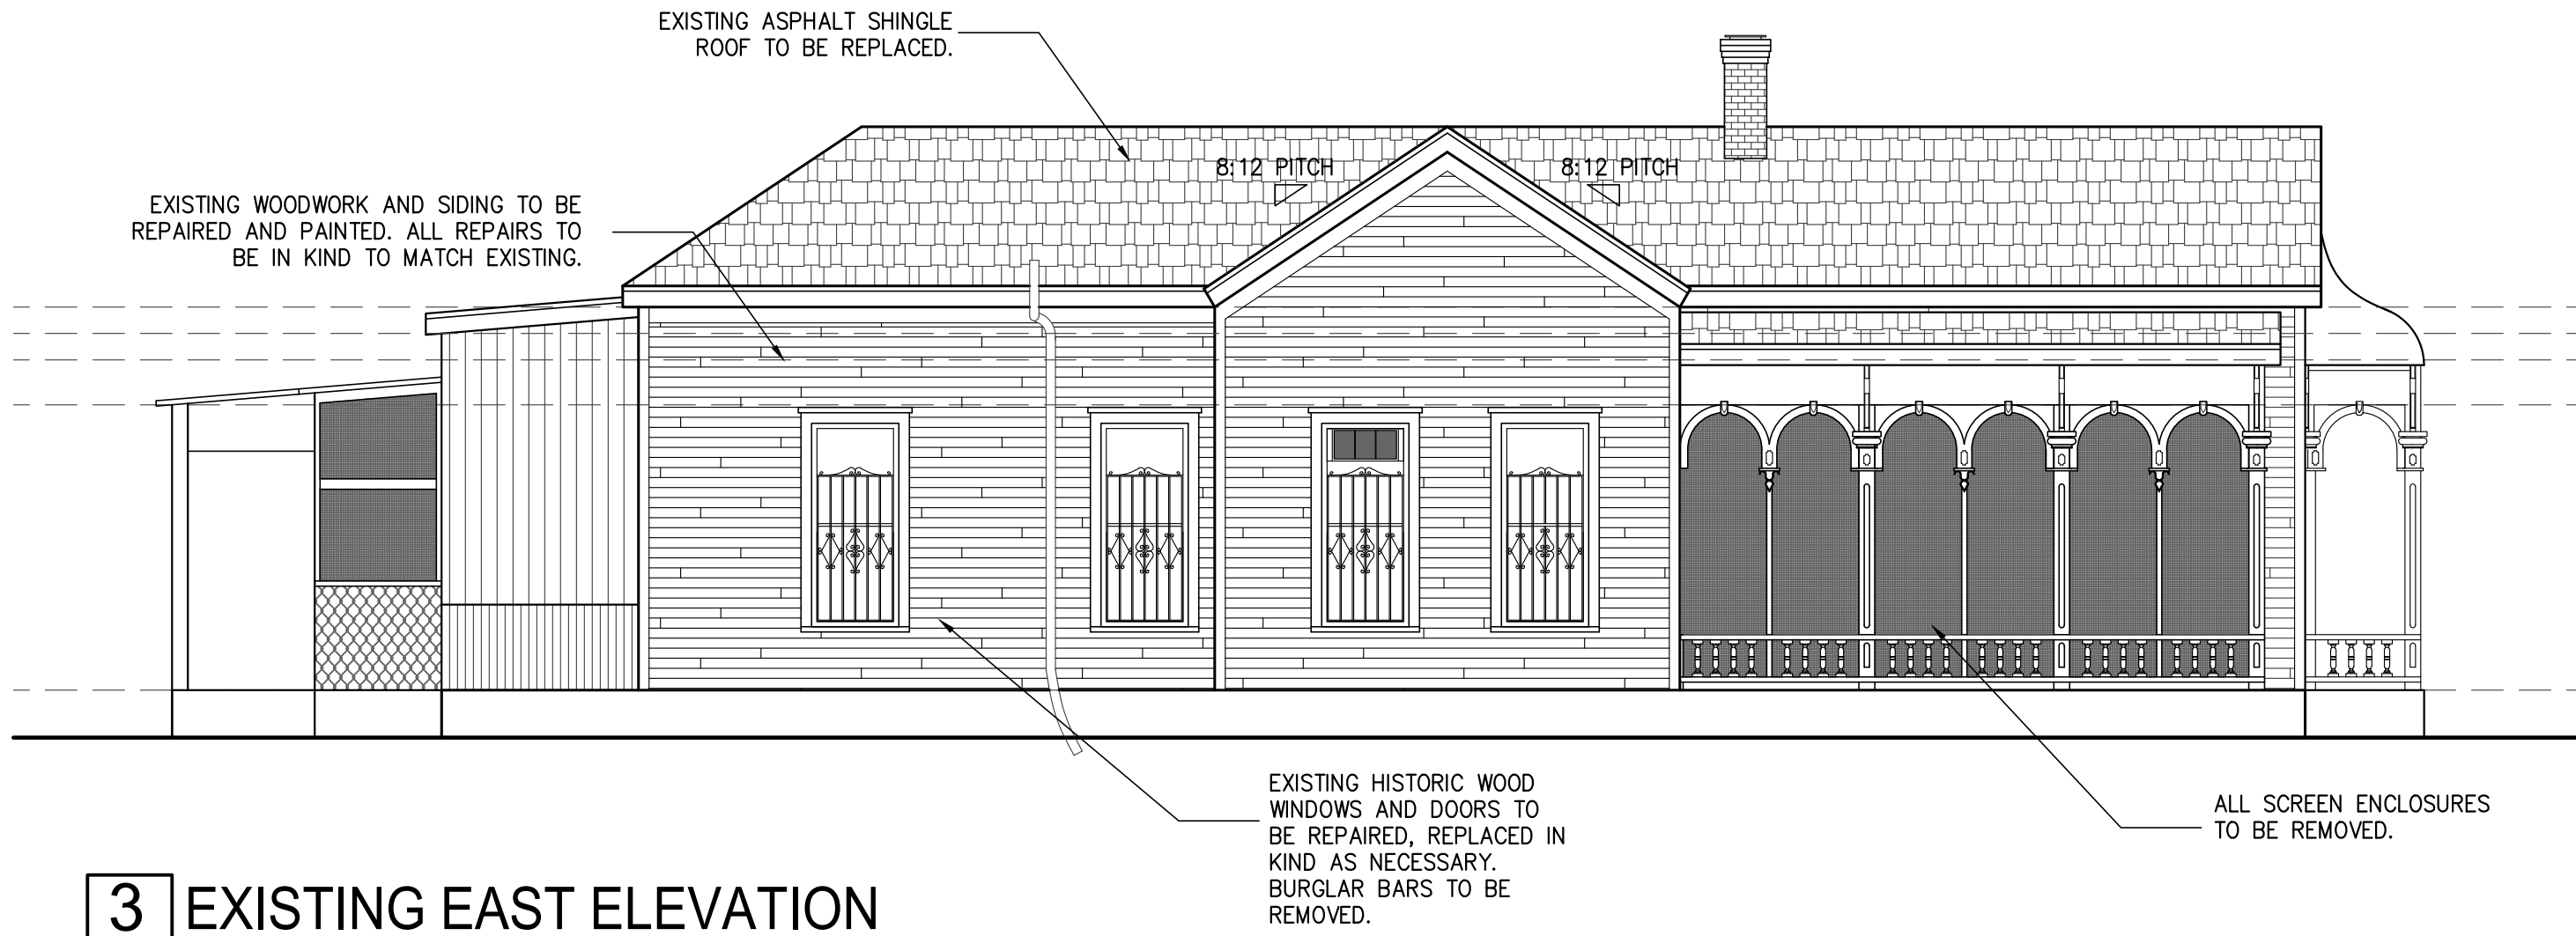 EXISTING ASPHALT SHINGLE
ROOF TO BE REPLACED.
8:12 PITCH
8:12 PITCH
EXISTING WOODWORK AND SIDING TO BE
REPAIRED AND PAINTED. ALL REPAIRS TO
BE IN KIND TO MATCH EXISTING.
EXISTING HISTORIC WOOD
WINDOWS AND DOORS TO
BE REPAIRED, REPLACED IN
KIND AS NECESSARY.
BURGLAR BARS TO BE
REMOVED.
ALL SCREEN ENCLOSURES
TO BE REMOVED.
3 EXISTING EAST ELEVATION